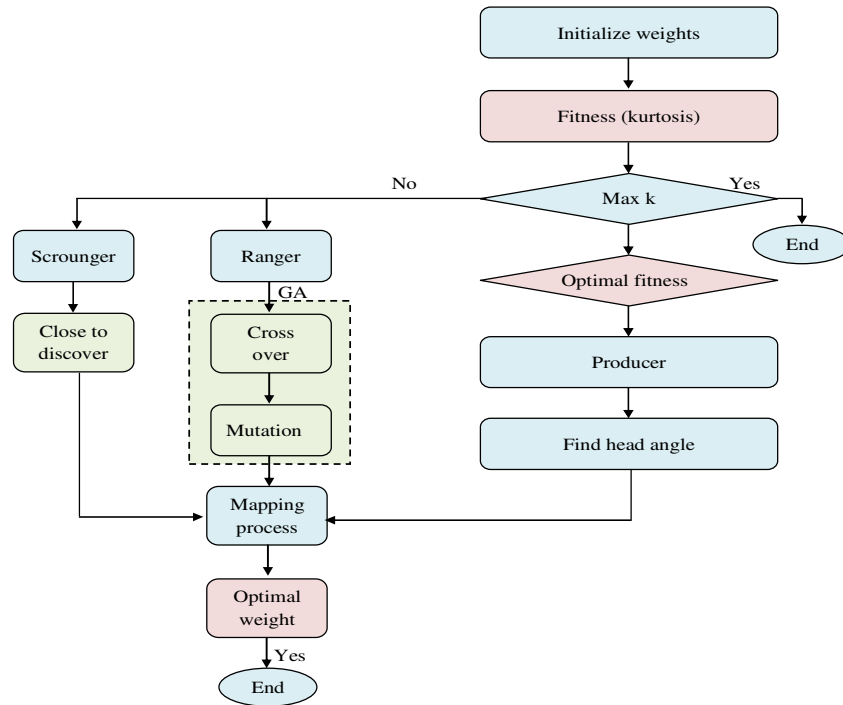 Initialize weights
Fitness (kurtosis)
No
Yes
Max k
Scrounger
Ranger
End
Optimal fitness
GA
Close to
discover
Cross
over
Producer
Mutation
Find head angle
Mapping
process
Optimal
weight
Yes
End